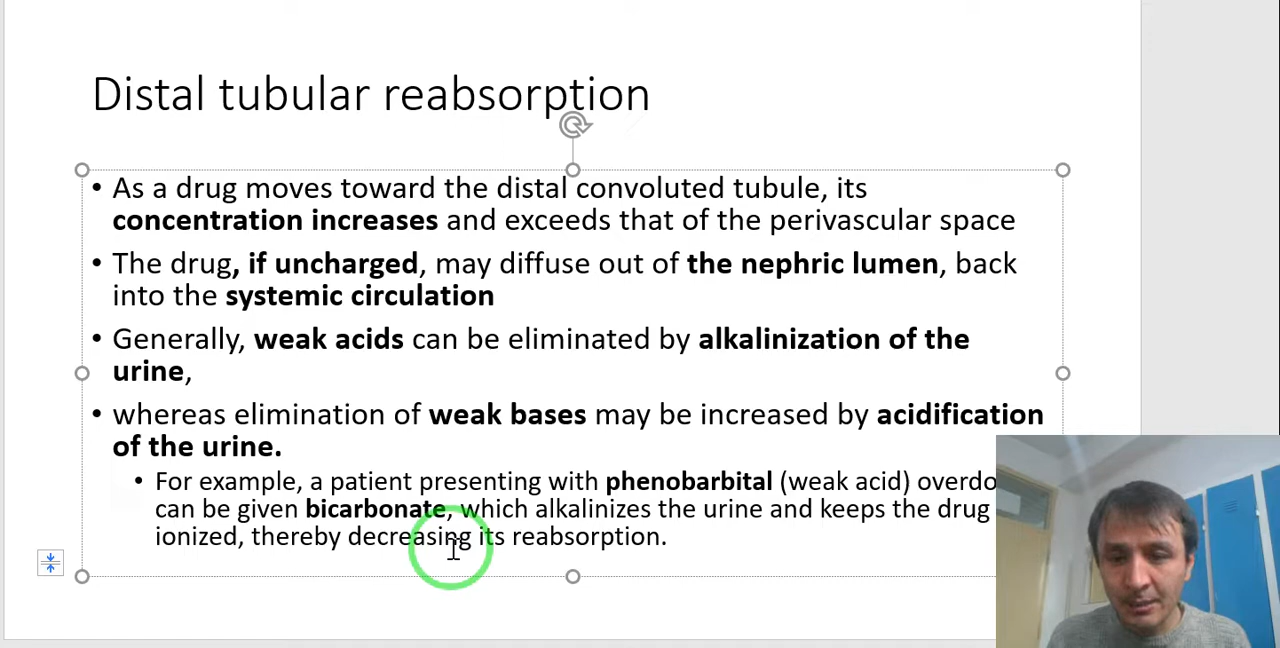 Distal tubular reabsorption
• As a drug moves toward the distal convoluted tubule, its
concentration increases and exceeds that of the perivascular space
• The drug, if uncharged, may diffuse out of the nephric lumen, back
into the systemic circulation
• Generally, weak acids can be eliminated by alkalinization of the
urine,
• whereas elimination of weak bases may be increased by acidification
of the urine.
• For example, a patient presenting with phenobarbital (weak acid) overdo
can be given bicarbonate, which alkalinizes the urine and keeps the drug
ionized, thereby decreasing its reabsorption.